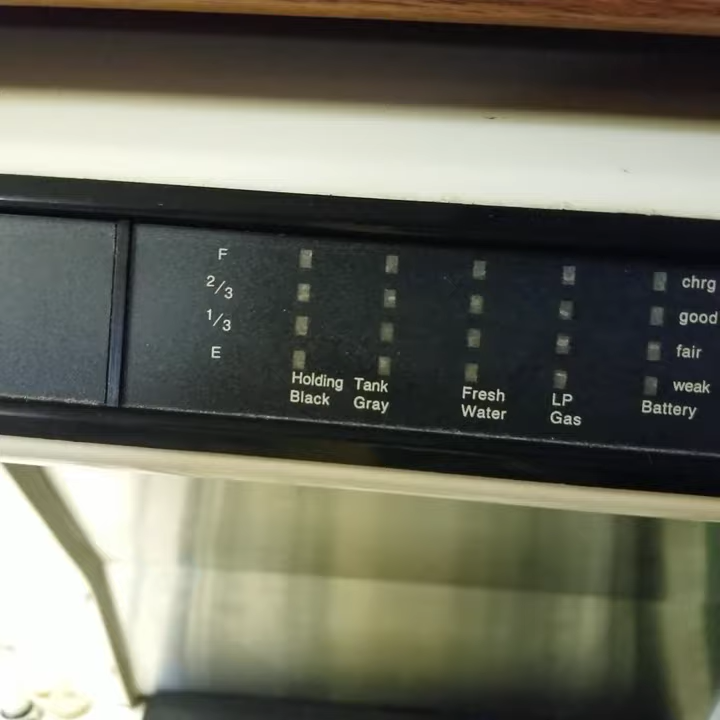 F
2/3
1/3
E
Holding Tank
Black Gray
Fresh
Water
LP
Gas
chrg
good
fair
weak
Battery